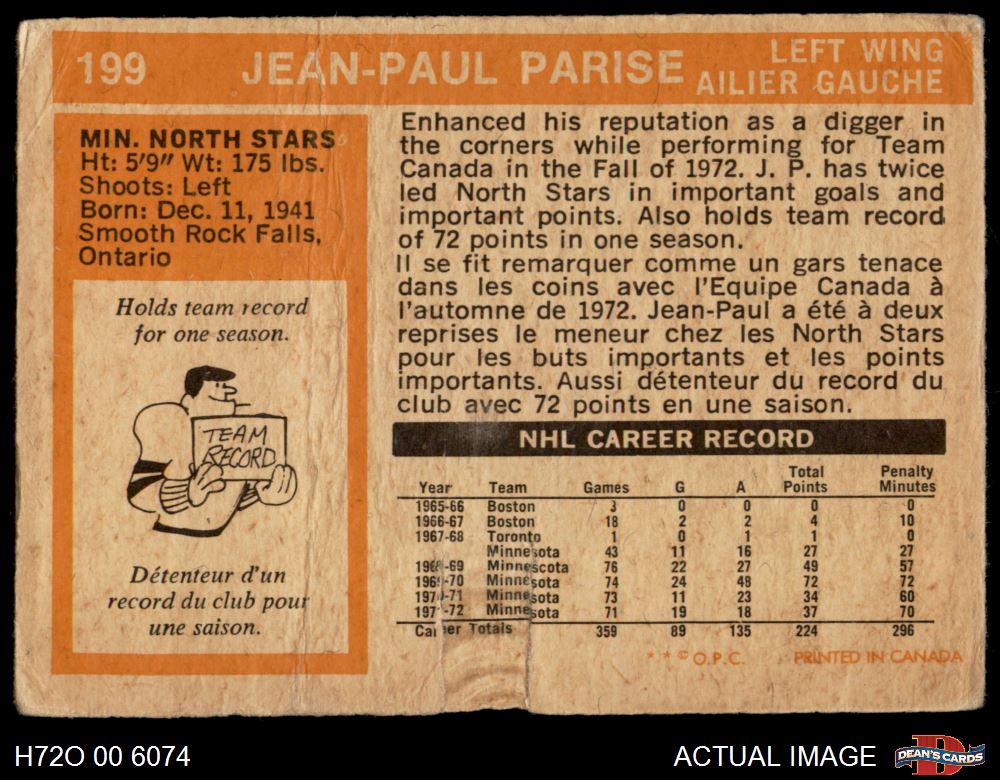 199 JEAN-PAUL PARISE LEFT WING
AILIER GAUCHE
MIN. NORTH STARS
Ht: 5'9" Wt: 175 lbs.
Shoots: Left
Born: Dec. 11, 1941
Smooth Rock Falls,
Ontario
Holds team record
for one season.
TEAM
RECORD
Détenteur d'un
record du club pour
une saison.
Enhanced his reputation as a digger in
the corners while performing for Team
Canada in the Fall of 1972. J. P. has twice
led North Stars in important goals and
important points. Also holds team record
of 72 points in one season.
Il se fit remarquer comme un gars tenace
dans les coins avec l'Equipe Canada à
l'automne de 1972. Jean-Paul a été à deux
reprises le meneur chez les North Stars
pour les buts importants et les points
importants. Aussi détenteur du record du
club avec 72 points en une saison.
NHL CAREER RECORD
Year Team Games G A Total Points Penalty Minutes
1965-66 Boston 3 0 0 0 0
1966-67 Boston 18 2 2 4 10
1967-68 Toronto 1 0 1 1 0
Minnesota 43 11 16 27 27
1968-69 Minnescota 76 22 27 49 57
1969-70 Minnesota 74 24 48 72 72
1970-71 Minnesota 73 11 23 34 60
1971-72 Minnesota 71 19 18 37 70
Career Totals 359 89 135 224 296
* * © O.P.C. PRINTED IN CANADA
H72O 00 6074 ACTUAL IMAGE D DEAN'S CARDS